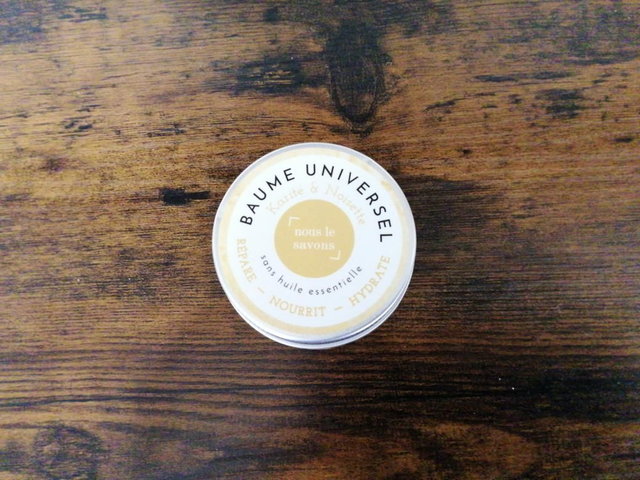 BAUME UNIVERSEL
Karité & Noisette
nous le
savons
sans huile essentielle
RÉPARE – NOURRIT – HYDRATE